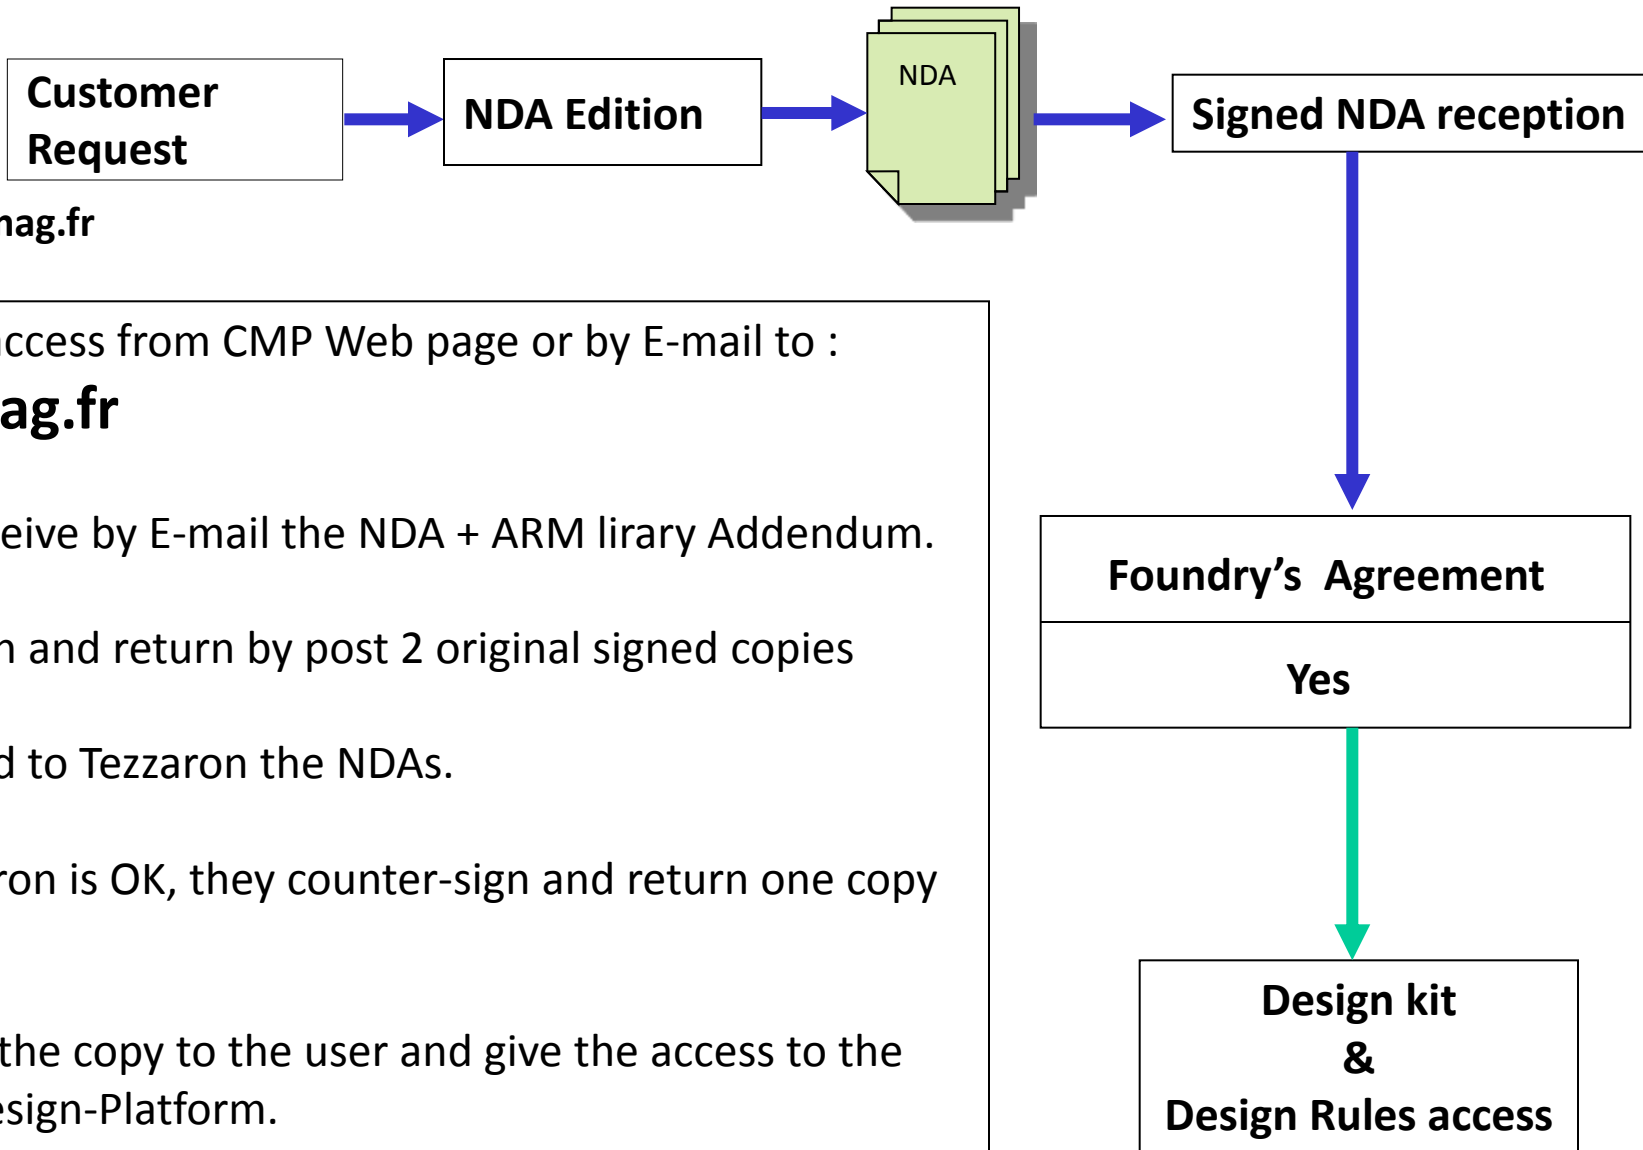 Customer
Request
NDA Edition
NDA
Signed NDA reception
mag.fr
access from CMP Web page or by E-mail to :
ag.fr
eive by E-mail the NDA + ARM lirary Addendum.
n and return by post 2 original signed copies
d to Tezzaron the NDAs.
ron is OK, they counter-sign and return one copy
the copy to the user and give the access to the
esign-Platform.
Foundry’s Agreement
Yes
Design kit
&
Design Rules access